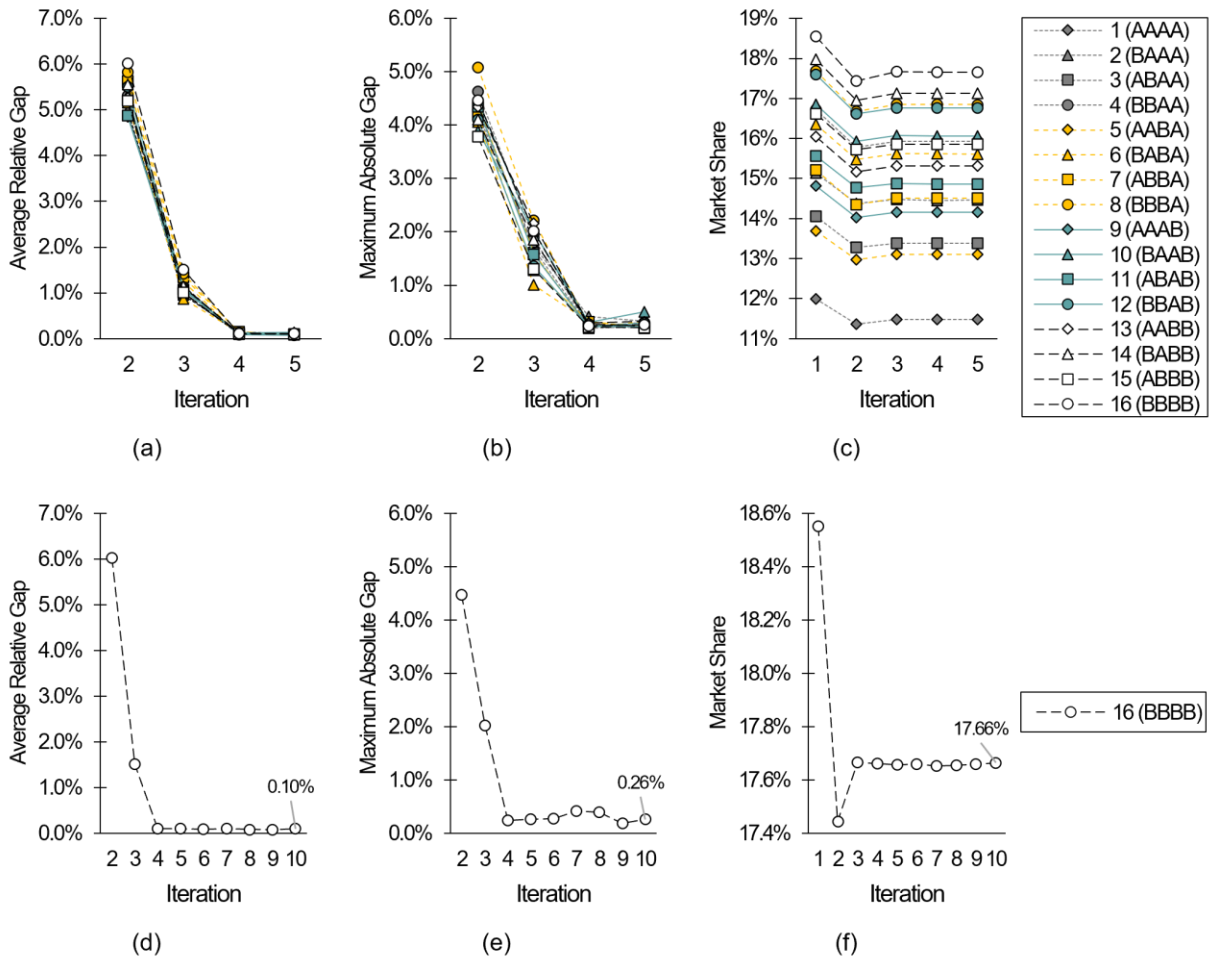 7.0%
6.0%
5.0%
4.0%
3.0%
2.0%
1.0%
0.0%
Average Relative Gap
2 3 4 5
Iteration
(a)
6.0%
5.0%
4.0%
3.0%
2.0%
1.0%
0.0%
Maximum Absolute Gap
2 3 4 5
Iteration
(b)
19%
18%
17%
16%
15%
14%
13%
12%
11%
Market Share
1 2 3 4 5
Iteration
(c)
1 (AAAA)
2 (BAAA)
3 (ABAA)
4 (BBAA)
5 (AABA)
6 (BABA)
7 (ABBA)
8 (BBBA)
9 (AAAB)
10 (BAAB)
11 (ABAB)
12 (BBAB)
13 (AABB)
14 (BABB)
15 (ABBB)
16 (BBBB)
7.0%
6.0%
5.0%
4.0%
3.0%
2.0%
1.0%
0.0%
Average Relative Gap
0.10%
2 3 4 5 6 7 8 9 10
Iteration
(d)
6.0%
5.0%
4.0%
3.0%
2.0%
1.0%
0.0%
Maximum Absolute Gap
0.26%
2 3 4 5 6 7 8 9 10
Iteration
(e)
18.6%
18.4%
18.2%
18.0%
17.8%
17.6%
17.4%
Market Share
17.66%
1 2 3 4 5 6 7 8 9 10
Iteration
(f)
16 (BBBB)